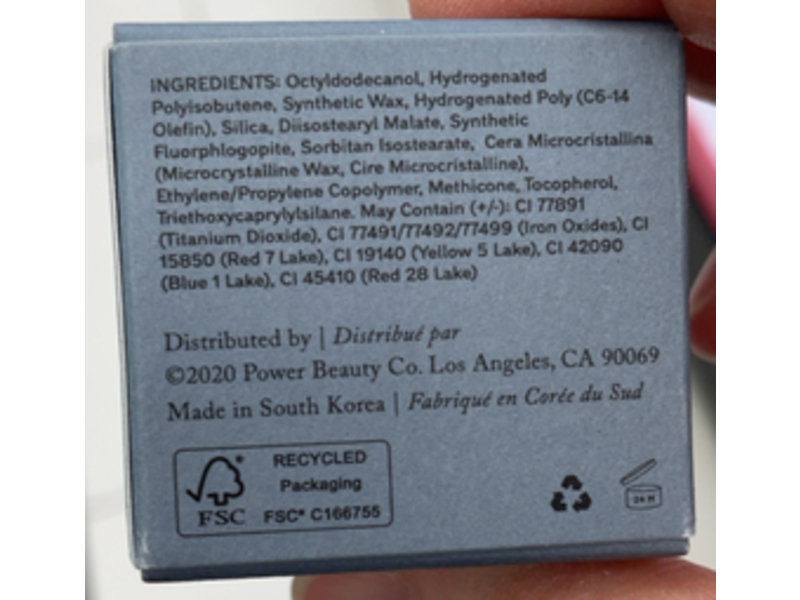 INGREDIENTS: Octyldodecanol, Hydrogenated
Polyisobutene, Synthetic Wax, Hydrogenated Poly (C6-14
Olefin), Silica, Diisostearyl Malate, Synthetic
Fluorphlogopite, Sorbitan Isostearate, Cera Microcristallina
(Microcrystalline Wax, Cire Microcristalline),
Ethylene/Propylene Copolymer, Methicone, Tocopherol,
Triethoxycaprylylsilane. May Contain (+/-): CI 77891
(Titanium Dioxide), CI 77491/77492/77499 (Iron Oxides), CI
15850 (Red 7 Lake), CI 19140 (Yellow 5 Lake), CI 42090
(Blue 1 Lake), CI 45410 (Red 28 Lake)
Distributed by | Distribué par
©2020 Power Beauty Co. Los Angeles, CA 90069
Made in South Korea | Fabriqué en Corée du Sud
RECYCLED
Packaging
FSC FSC® C166755
24 M